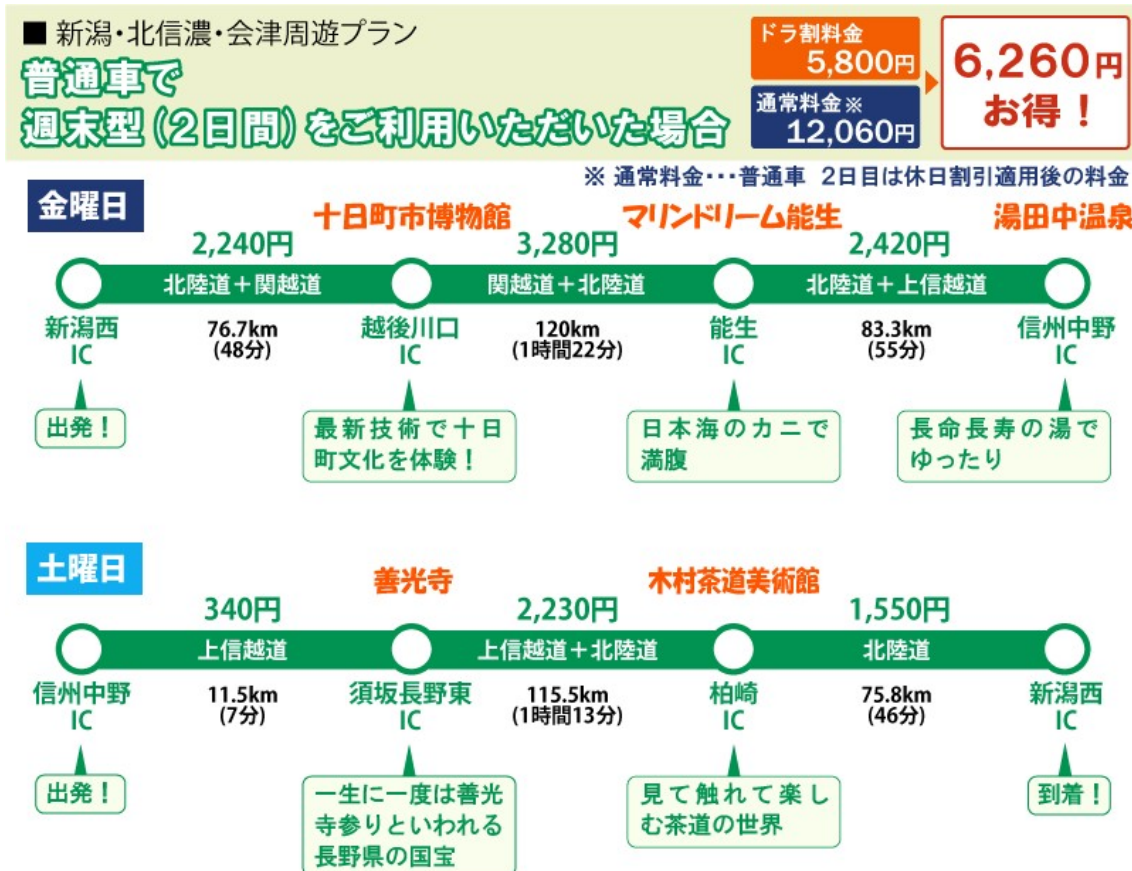 ■ 新潟・北信濃・会津周遊プラン
普通車で
週末型（2日間）をご利用いただいた場合
ドラ割料金
5,800円
通常料金※
12,060円
6,260円
お得！
※ 通常料金･･･普通車 2日目は休日割引適用後の料金
金曜日
十日町市博物館 マリンドリーム能生 湯田中温泉
2,240円 3,280円 2,420円
北陸道＋関越道 関越道＋北陸道 北陸道＋上信越道
新潟西 76.7km 越後川口 120km 能生 83.3km 信州中野
IC (48分) IC (1時間22分) IC (55分) IC
出発！
最新技術で十日
町文化を体験！
日本海のカニで
満腹
長命長寿の湯で
ゆったり
土曜日
善光寺 木村茶道美術館
340円 2,230円 1,550円
上信越道 上信越道＋北陸道 北陸道
信州中野 11.5km 須坂長野東 115.5km 柏崎 75.8km 新潟西
IC (7分) IC (1時間13分) IC (46分) IC
出発！
一生に一度は善光
寺参りといわれる
長野県の国宝
見て触れて楽し
む茶道の世界
到着！